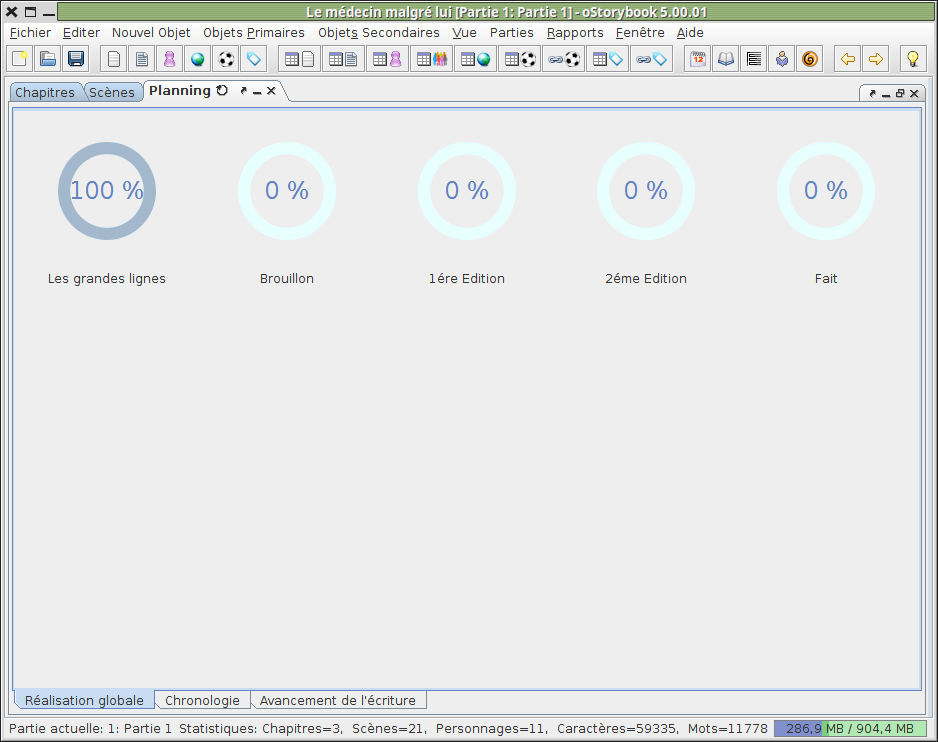 Le médecin malgré lui [Partie 1: Partie 1] - oStorybook 5.00.01
Fichier Editer Nouvel Objet Objets Primaires Objets Secondaires Vue Parties Rapports Fenêtre Aide
12
Chapitres Scènes Planning
100 % 0 % 0 % 0 % 0 %
Les grandes lignes Brouillon 1ére Edition 2éme Edition Fait
Réalisation globale Chronologie Avancement de l'écriture
Partie actuelle: 1: Partie 1 Statistiques: Chapitres=3, Scènes=21, Personnages=11, Caractères=59335, Mots=11778 286,9 MB / 904,4 MB